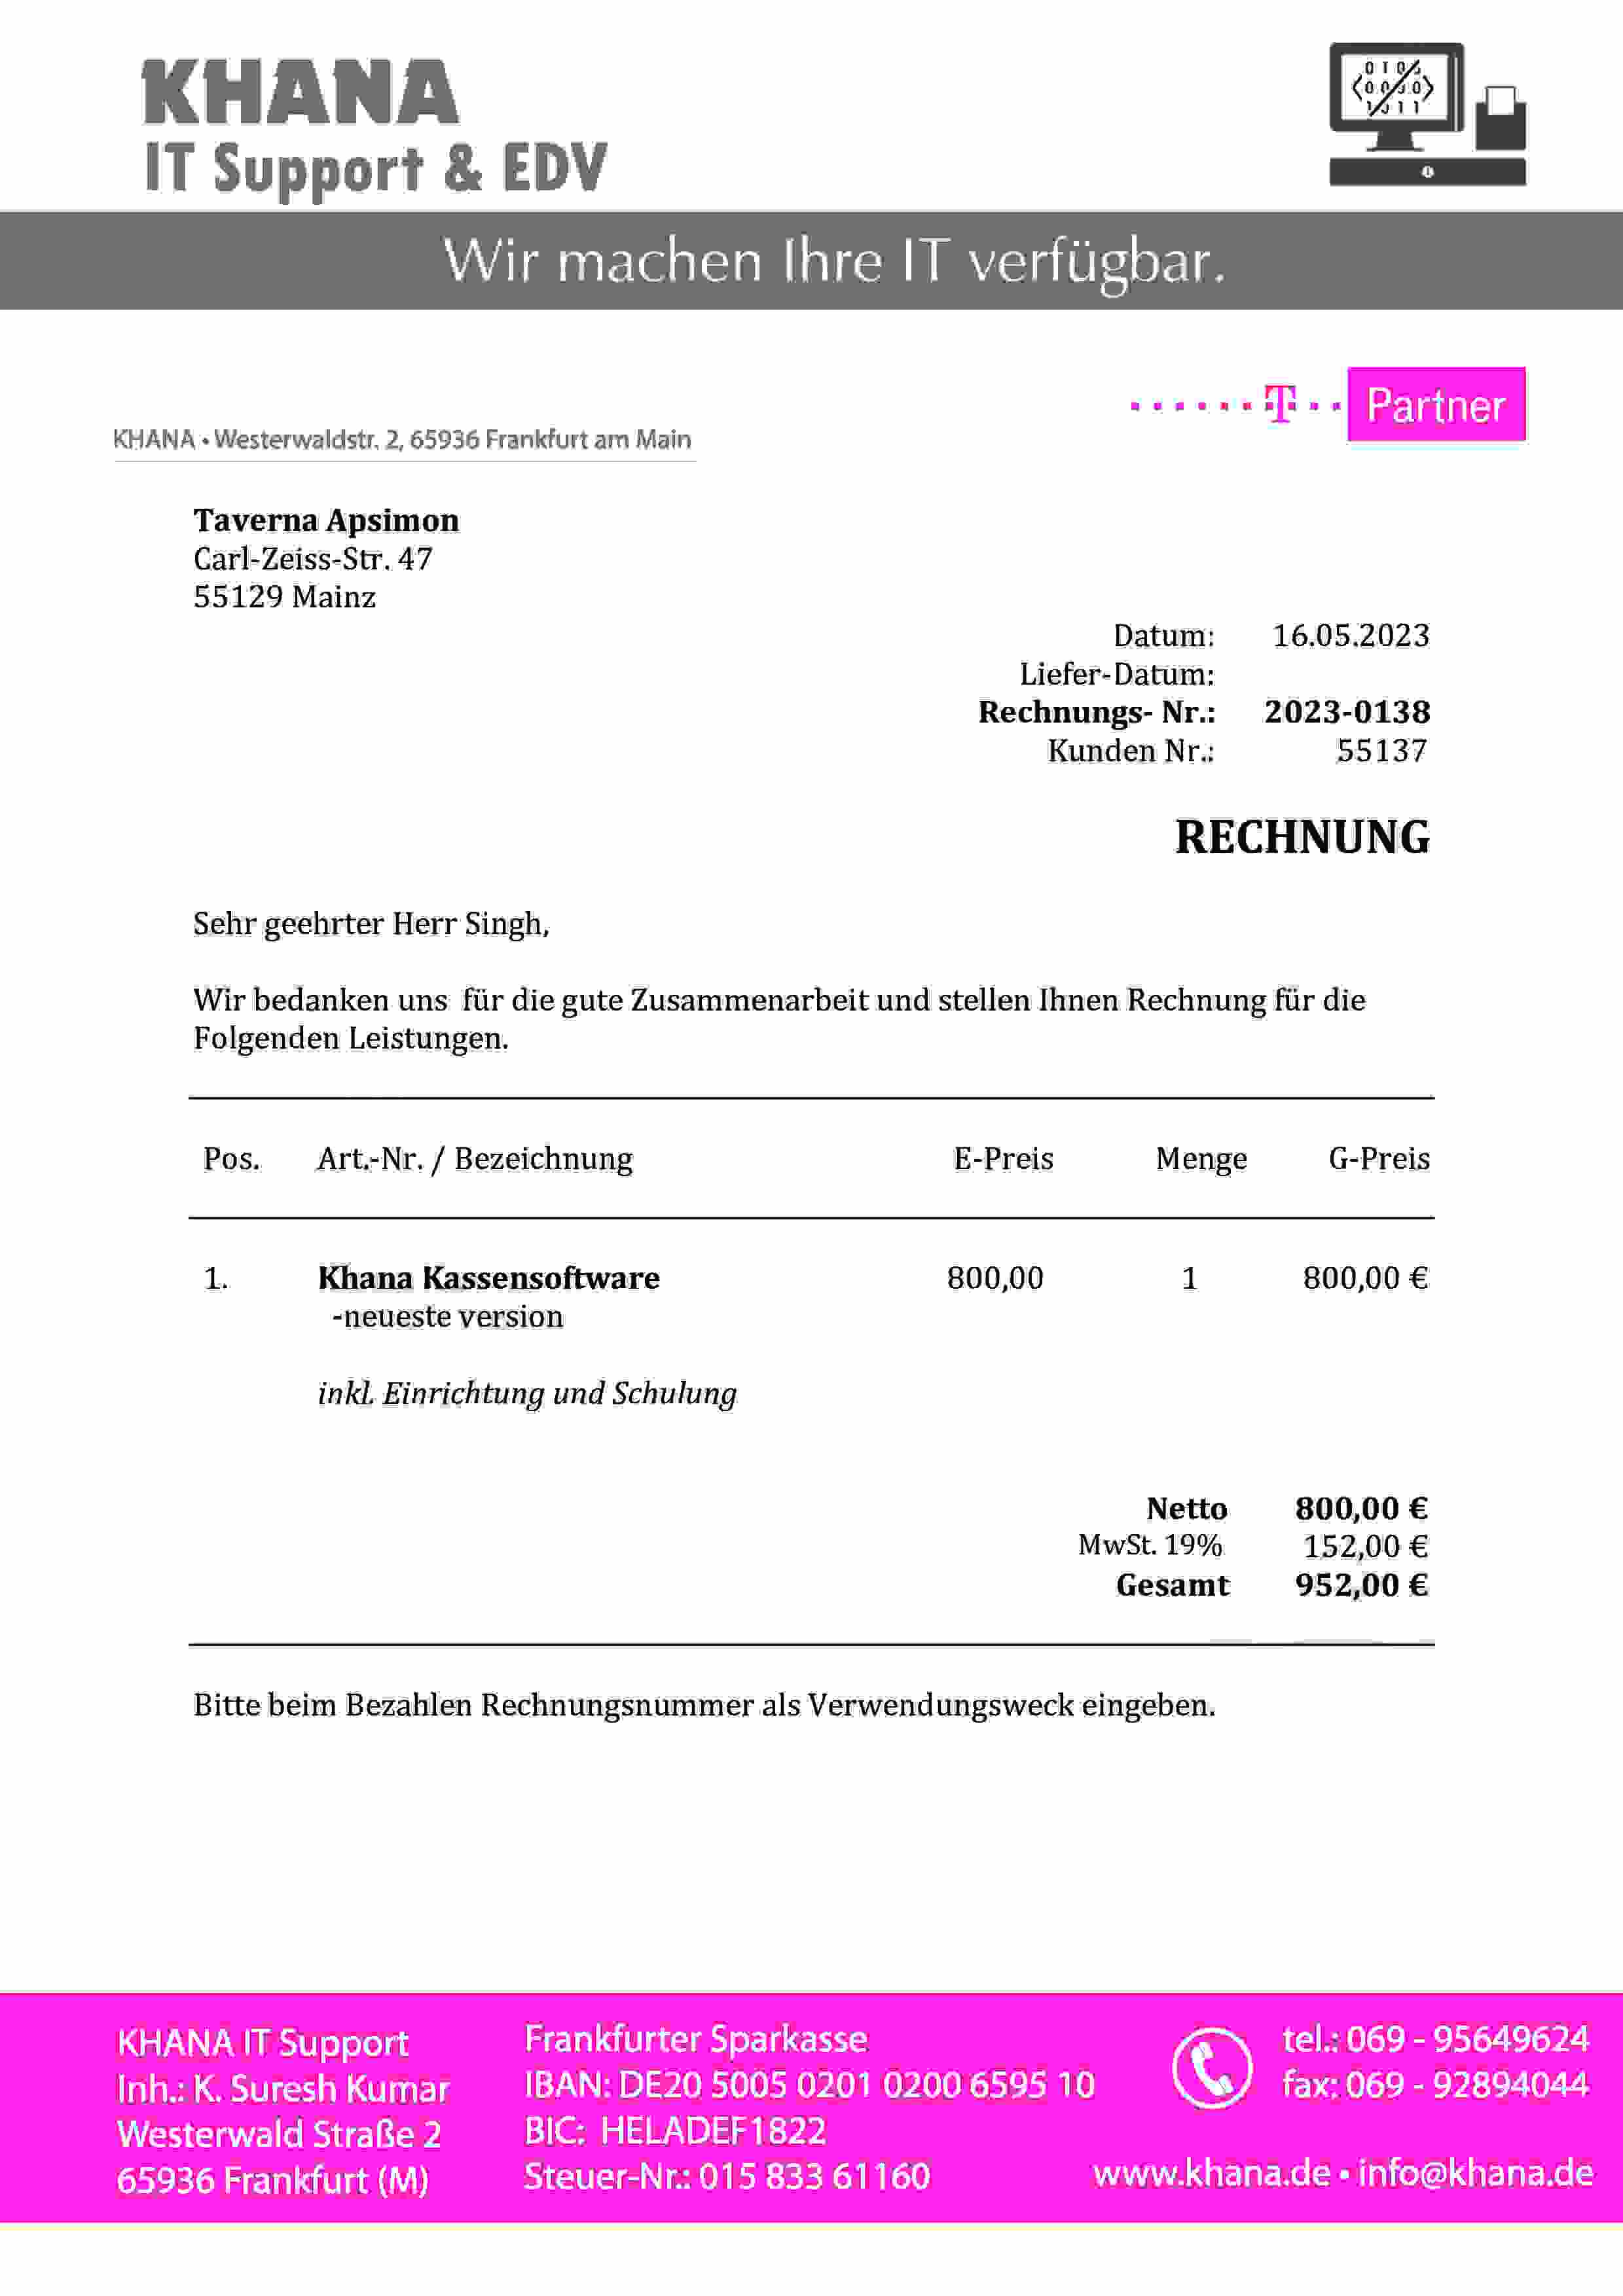 KHANA
IT Support & EDV
Wir machen Ihre IT verfügbar.
T Partner
KHANA • Westerwaldstr. 2, 65936 Frankfurt am Main
Taverna Apsimon
Carl-Zeiss-Str. 47
55129 Mainz
Datum: 16.05.2023
Liefer-Datum:
Rechnungs- Nr.: 2023-0138
Kunden Nr.: 55137
RECHNUNG
Sehr geehrter Herr Singh,
Wir bedanken uns für die gute Zusammenarbeit und stellen Ihnen Rechnung für die
Folgenden Leistungen.
Pos. Art.-Nr. / Bezeichnung E-Preis Menge G-Preis
1. Khana Kassensoftware 800,00 1 800,00 €
-neueste version
inkl. Einrichtung und Schulung
Netto 800,00 €
MwSt. 19% 152,00 €
Gesamt 952,00 €
Bitte beim Bezahlen Rechnungsnummer als Verwendungsweck eingeben.
KHANA IT Support
Inh.: K. Suresh Kumar
Westerwald Straße 2
65936 Frankfurt (M)
Frankfurter Sparkasse
IBAN: DE20 5005 0201 0200 6595 10
BIC: HELADEF1822
Steuer-Nr.: 015 833 61160
tel.: 069 - 95649624
fax: 069 - 92894044
www.khana.de • info@khana.de